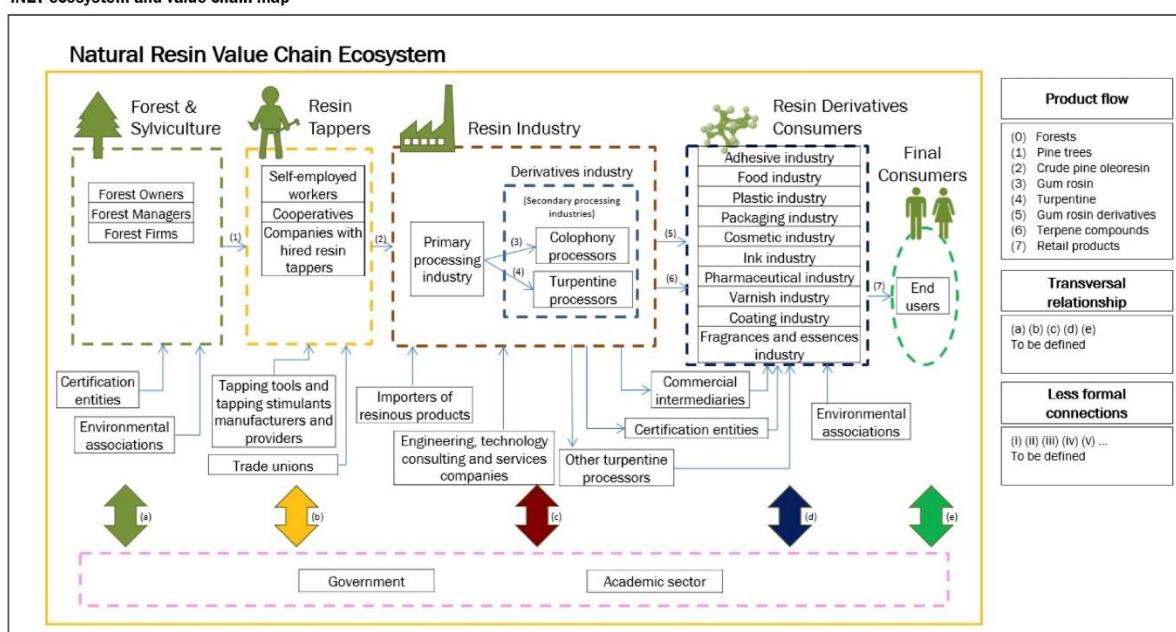 Natural Resin Value Chain Ecosystem
Forest &
Sylviculture
Resin
Tappers
Resin Industry
Resin Derivatives
Consumers
Final
Consumers
Forest Owners
Forest Managers
Forest Firms
(1)
Self-employed
workers
Cooperatives
Companies with
hired resin
tappers
(2)
Primary
processing
industry
Derivatives industry
(Secondary processing
industries)
(3)
Colophony
processors
(4)
Turpentine
processors
(5)
(6)
Adhesive industry
Food industry
Plastic industry
Packaging industry
Cosmetic industry
Ink industry
Pharmaceutical industry
Varnish industry
Coating industry
Fragrances and essences
industry
(7)
End
users
Certification
entities
Environmental
associations
Tapping tools and
tapping stimulants
manufacturers and
providers
Trade unions
Importers of
resinous products
Engineering, technology
consulting and services
companies
Commercial
intermediaries
Certification entities
Other turpentine
processors
Environmental
associations
(a)
(b)
(c)
(d)
(e)
Government
Academic sector
Product flow
(0) Forests
(1) Pine trees
(2) Crude pine oleoresin
(3) Gum rosin
(4) Turpentine
(5) Gum rosin derivatives
(6) Terpene compounds
(7) Retail products
Transversal
relationship
(a) (b) (c) (d) (e)
To be defined
Less formal
connections
(i) (ii) (iii) (iv) (v) ...
To be defined